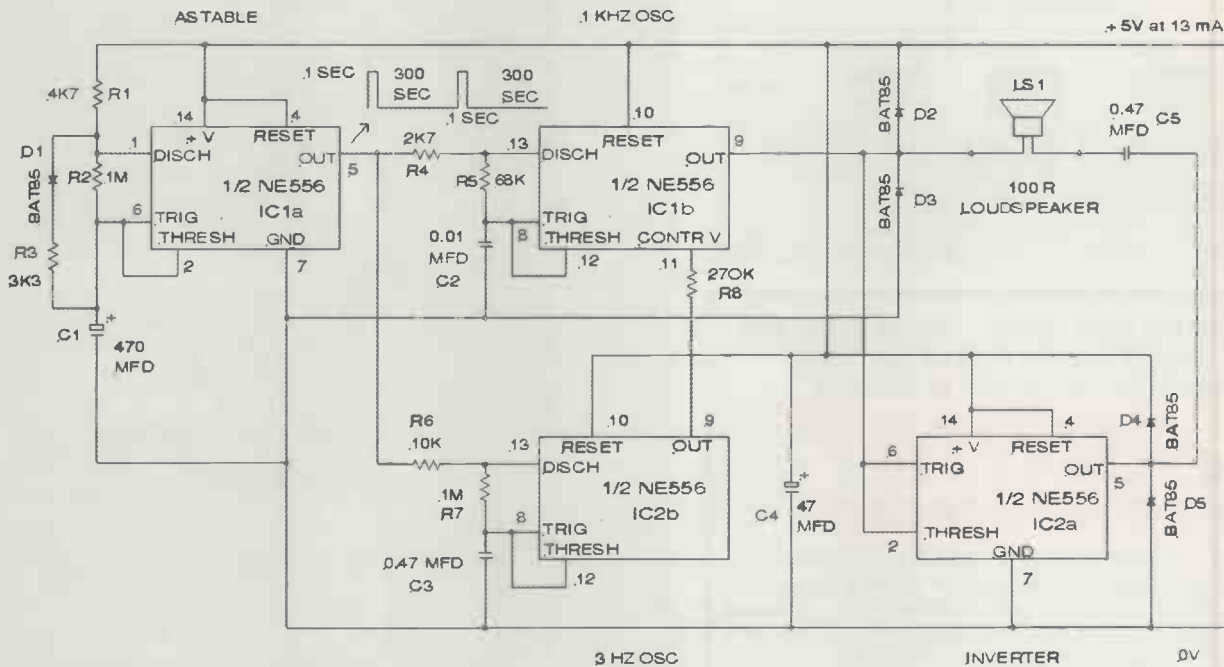 ASTABLE
1 KHZ OSC
+ 5V at 13 mA
.1 SEC
300 SEC
.1 SEC
300 SEC
4K7
R1
D1
BAT85
R2
1M
R3
3K3
C1
+
470 MFD
14
4
+ V
RESET
1
DISCH
OUT
5
1/2 NE556
IC1a
6
TRIG
THRESH
GND
2
7
2K7
R4
R5
68K
0.01 MFD
C2
10
RESET
13
DISCH
OUT
9
1/2 NE556
IC1b
TRIG
8
THRESH
CONTR V
12
11
270K
R8
BAT85
D2
BAT85
D3
LS1
100 R
LOUDSPEAKER
0.47 MFD
C5
R6
10K
1M
R7
0.47 MFD
C3
10
9
RESET
OUT
13
DISCH
1/2 NE556
IC2b
8
TRIG
THRESH
12
C4
+
47 MFD
14
4
+ V
RESET
6
TRIG
OUT
5
1/2 NE556
IC2a
THRESH
2
GND
7
D4
BAT85
D5
BAT85
3 HZ OSC
INVERTER
0V